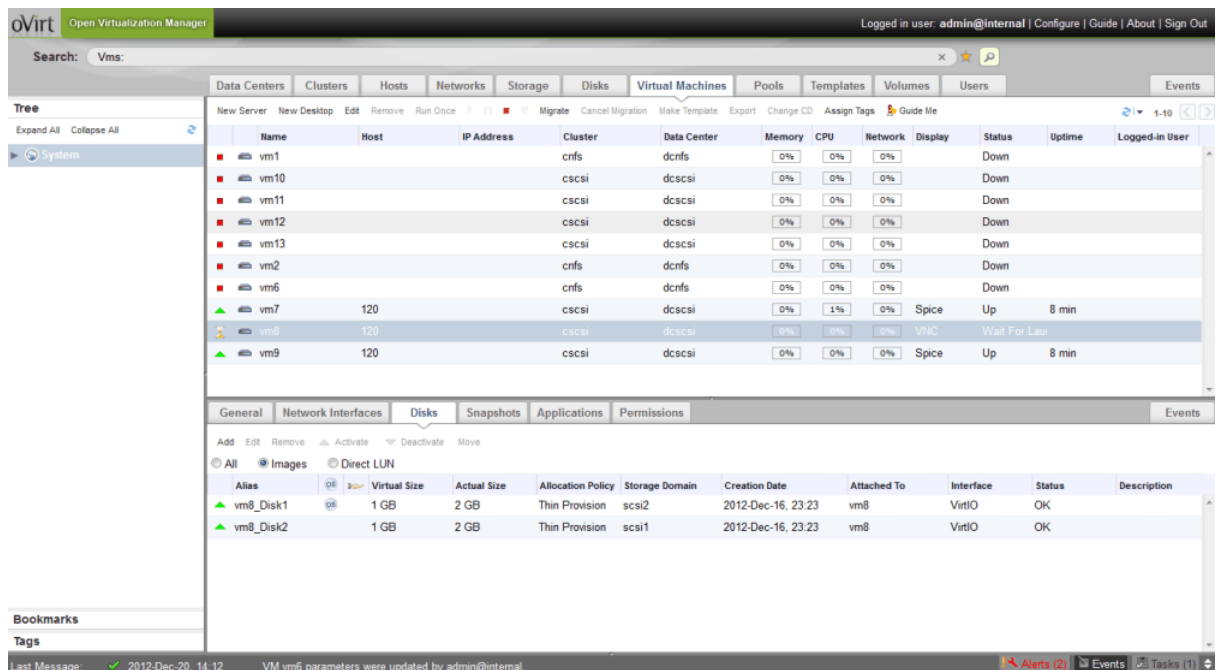 oVirt Open Virtualization Manager Logged in user: admin@internal | Configure | Guide | About | Sign Out
Search: Vms:
Data Centers Clusters Hosts Networks Storage Disks Virtual Machines Pools Templates Volumes Users Events
Tree
New Server New Desktop Edit Remove Run Once Migrate Cancel Migration Make Template Export Change CD Assign Tags Guide Me 1-10
Expand All Collapse All
Name Host IP Address Cluster Data Center Memory CPU Network Display Status Uptime Logged-in User
System
vm1 cnfs dcnfs 0% 0% 0% Down
vm10 cscsi dcscsi 0% 0% 0% Down
vm11 cscsi dcscsi 0% 0% 0% Down
vm12 cscsi dcscsi 0% 0% 0% Down
vm13 cscsi dcscsi 0% 0% 0% Down
vm2 cnfs dcnfs 0% 0% 0% Down
vm6 cnfs dcnfs 0% 0% 0% Down
vm7 120 cscsi dcscsi 0% 1% 0% Spice Up 8 min
vm8 120 cscsi dcscsi 0% 0% 0% VNC Wait For Lau
vm9 120 cscsi dcscsi 0% 0% 0% Spice Up 8 min
General Network Interfaces Disks Snapshots Applications Permissions Events
Add Edit Remove Activate Deactivate Move
All Images Direct LUN
Alias OS Virtual Size Actual Size Allocation Policy Storage Domain Creation Date Attached To Interface Status Description
vm8_Disk1 OS 1 GB 2 GB Thin Provision scsi2 2012-Dec-16, 23:23 vm8 VirtIO OK
vm8_Disk2 1 GB 2 GB Thin Provision scsi1 2012-Dec-16, 23:23 vm8 VirtIO OK
Bookmarks
Tags
Last Message: 2012-Dec-20, 14:12 VM vm6 parameters were updated by admin@internal. Alerts (2) Events Tasks (1)